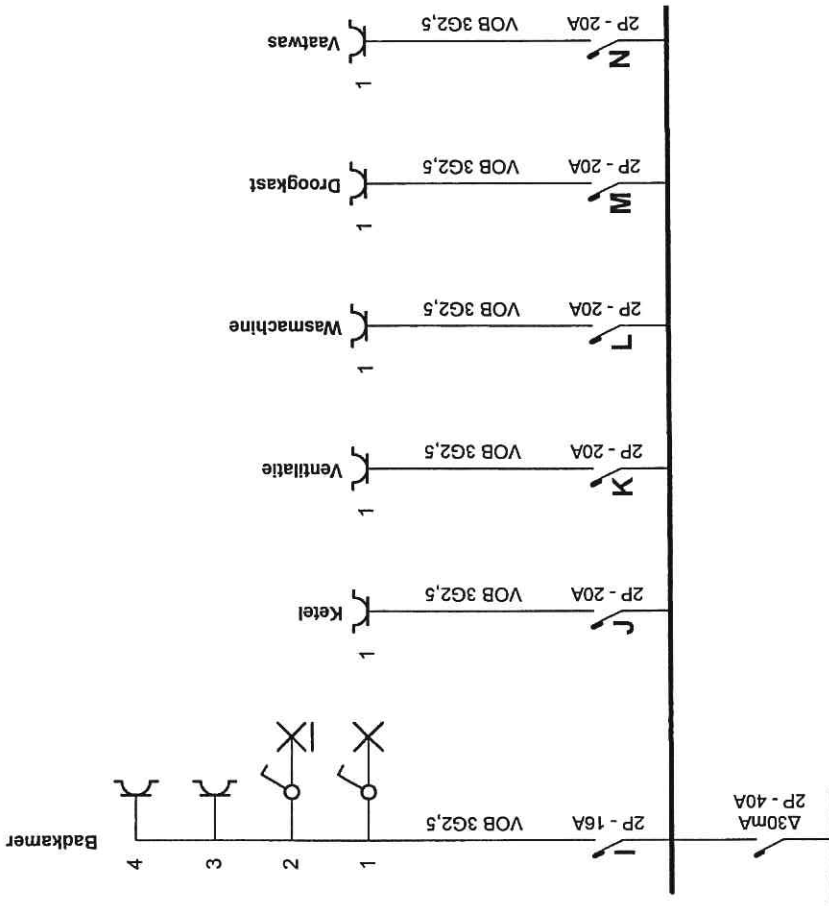 Vaatwas
1
VOB 3G2,5
2P - 20A
N
Droogkast
1
VOB 3G2,5
2P - 20A
M
Wasmachine
1
VOB 3G2,5
2P - 20A
L
Ventilatie
1
VOB 3G2,5
2P - 20A
K
Ketel
1
VOB 3G2,5
2P - 20A
J
Badkamer
4
3
2
1
VOB 3G2,5
2P - 16A
I
Δ30mA
2P - 40A